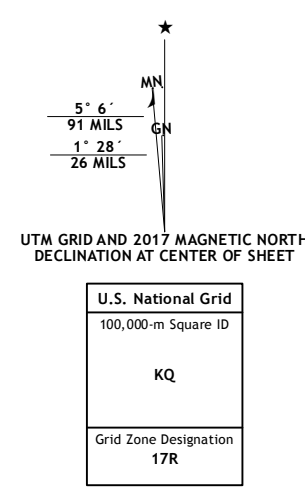 ★
MN
5° 6´
91 MILS
GN
1° 28´
26 MILS
UTM GRID AND 2017 MAGNETIC NORTH
DECLINATION AT CENTER OF SHEET
U.S. National Grid
100,000-m Square ID
KQ
Grid Zone Designation
17R